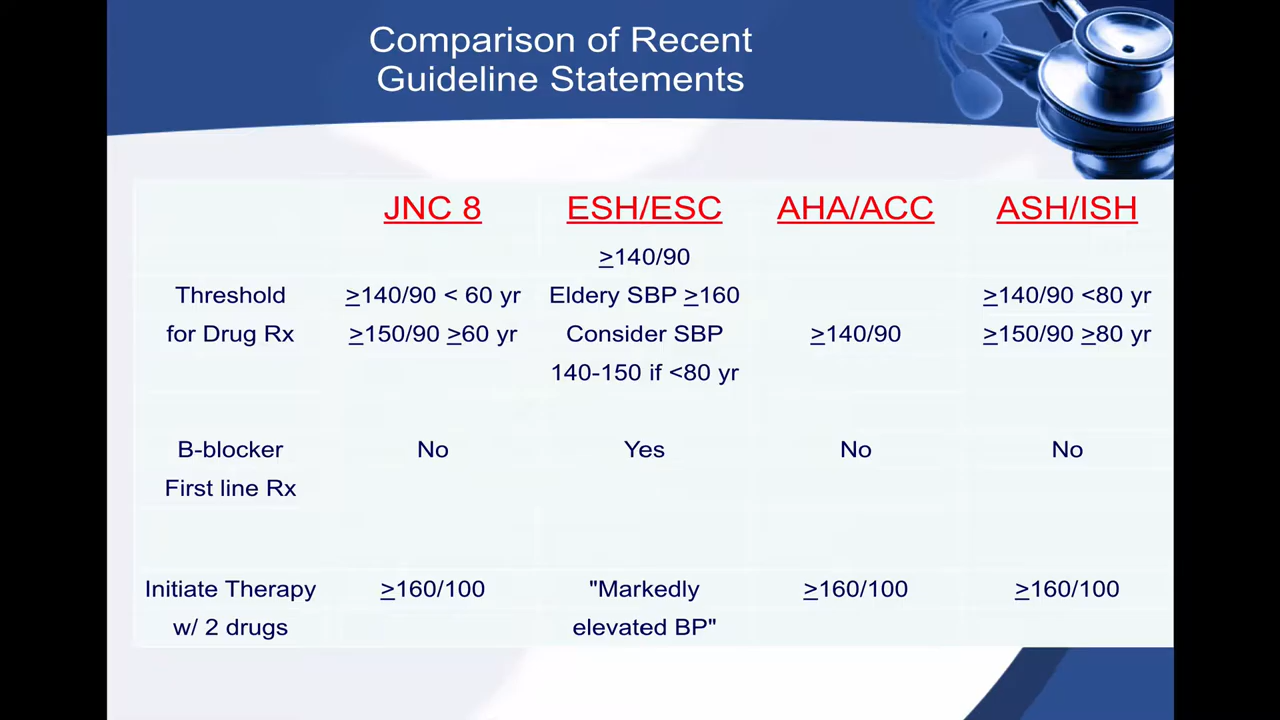 Comparison of Recent
Guideline Statements
JNC 8 ESH/ESC AHA/ACC ASH/ISH
≥140/90
Threshold ≥140/90 < 60 yr Eldery SBP ≥160 ≥140/90 <80 yr
for Drug Rx ≥150/90 ≥60 yr Consider SBP ≥140/90 ≥150/90 ≥80 yr
140-150 if <80 yr
B-blocker No Yes No No
First line Rx
Initiate Therapy ≥160/100 "Markedly ≥160/100 ≥160/100
w/ 2 drugs elevated BP"